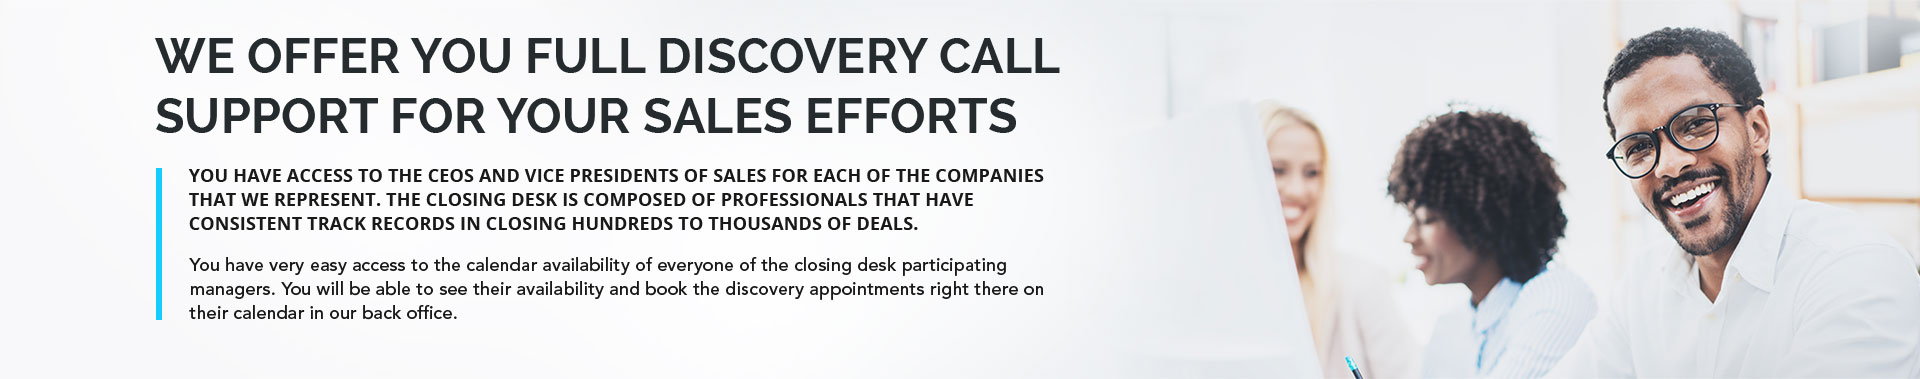 WE OFFER YOU FULL DISCOVERY CALL
SUPPORT FOR YOUR SALES EFFORTS
YOU HAVE ACCESS TO THE CEOS AND VICE PRESIDENTS OF SALES FOR EACH OF THE COMPANIES
THAT WE REPRESENT. THE CLOSING DESK IS COMPOSED OF PROFESSIONALS THAT HAVE
CONSISTENT TRACK RECORDS IN CLOSING HUNDREDS TO THOUSANDS OF DEALS.
You have very easy access to the calendar availability of everyone of the closing desk participating
managers. You will be able to see their availability and book the discovery appointments right there on
their calendar in our back office.